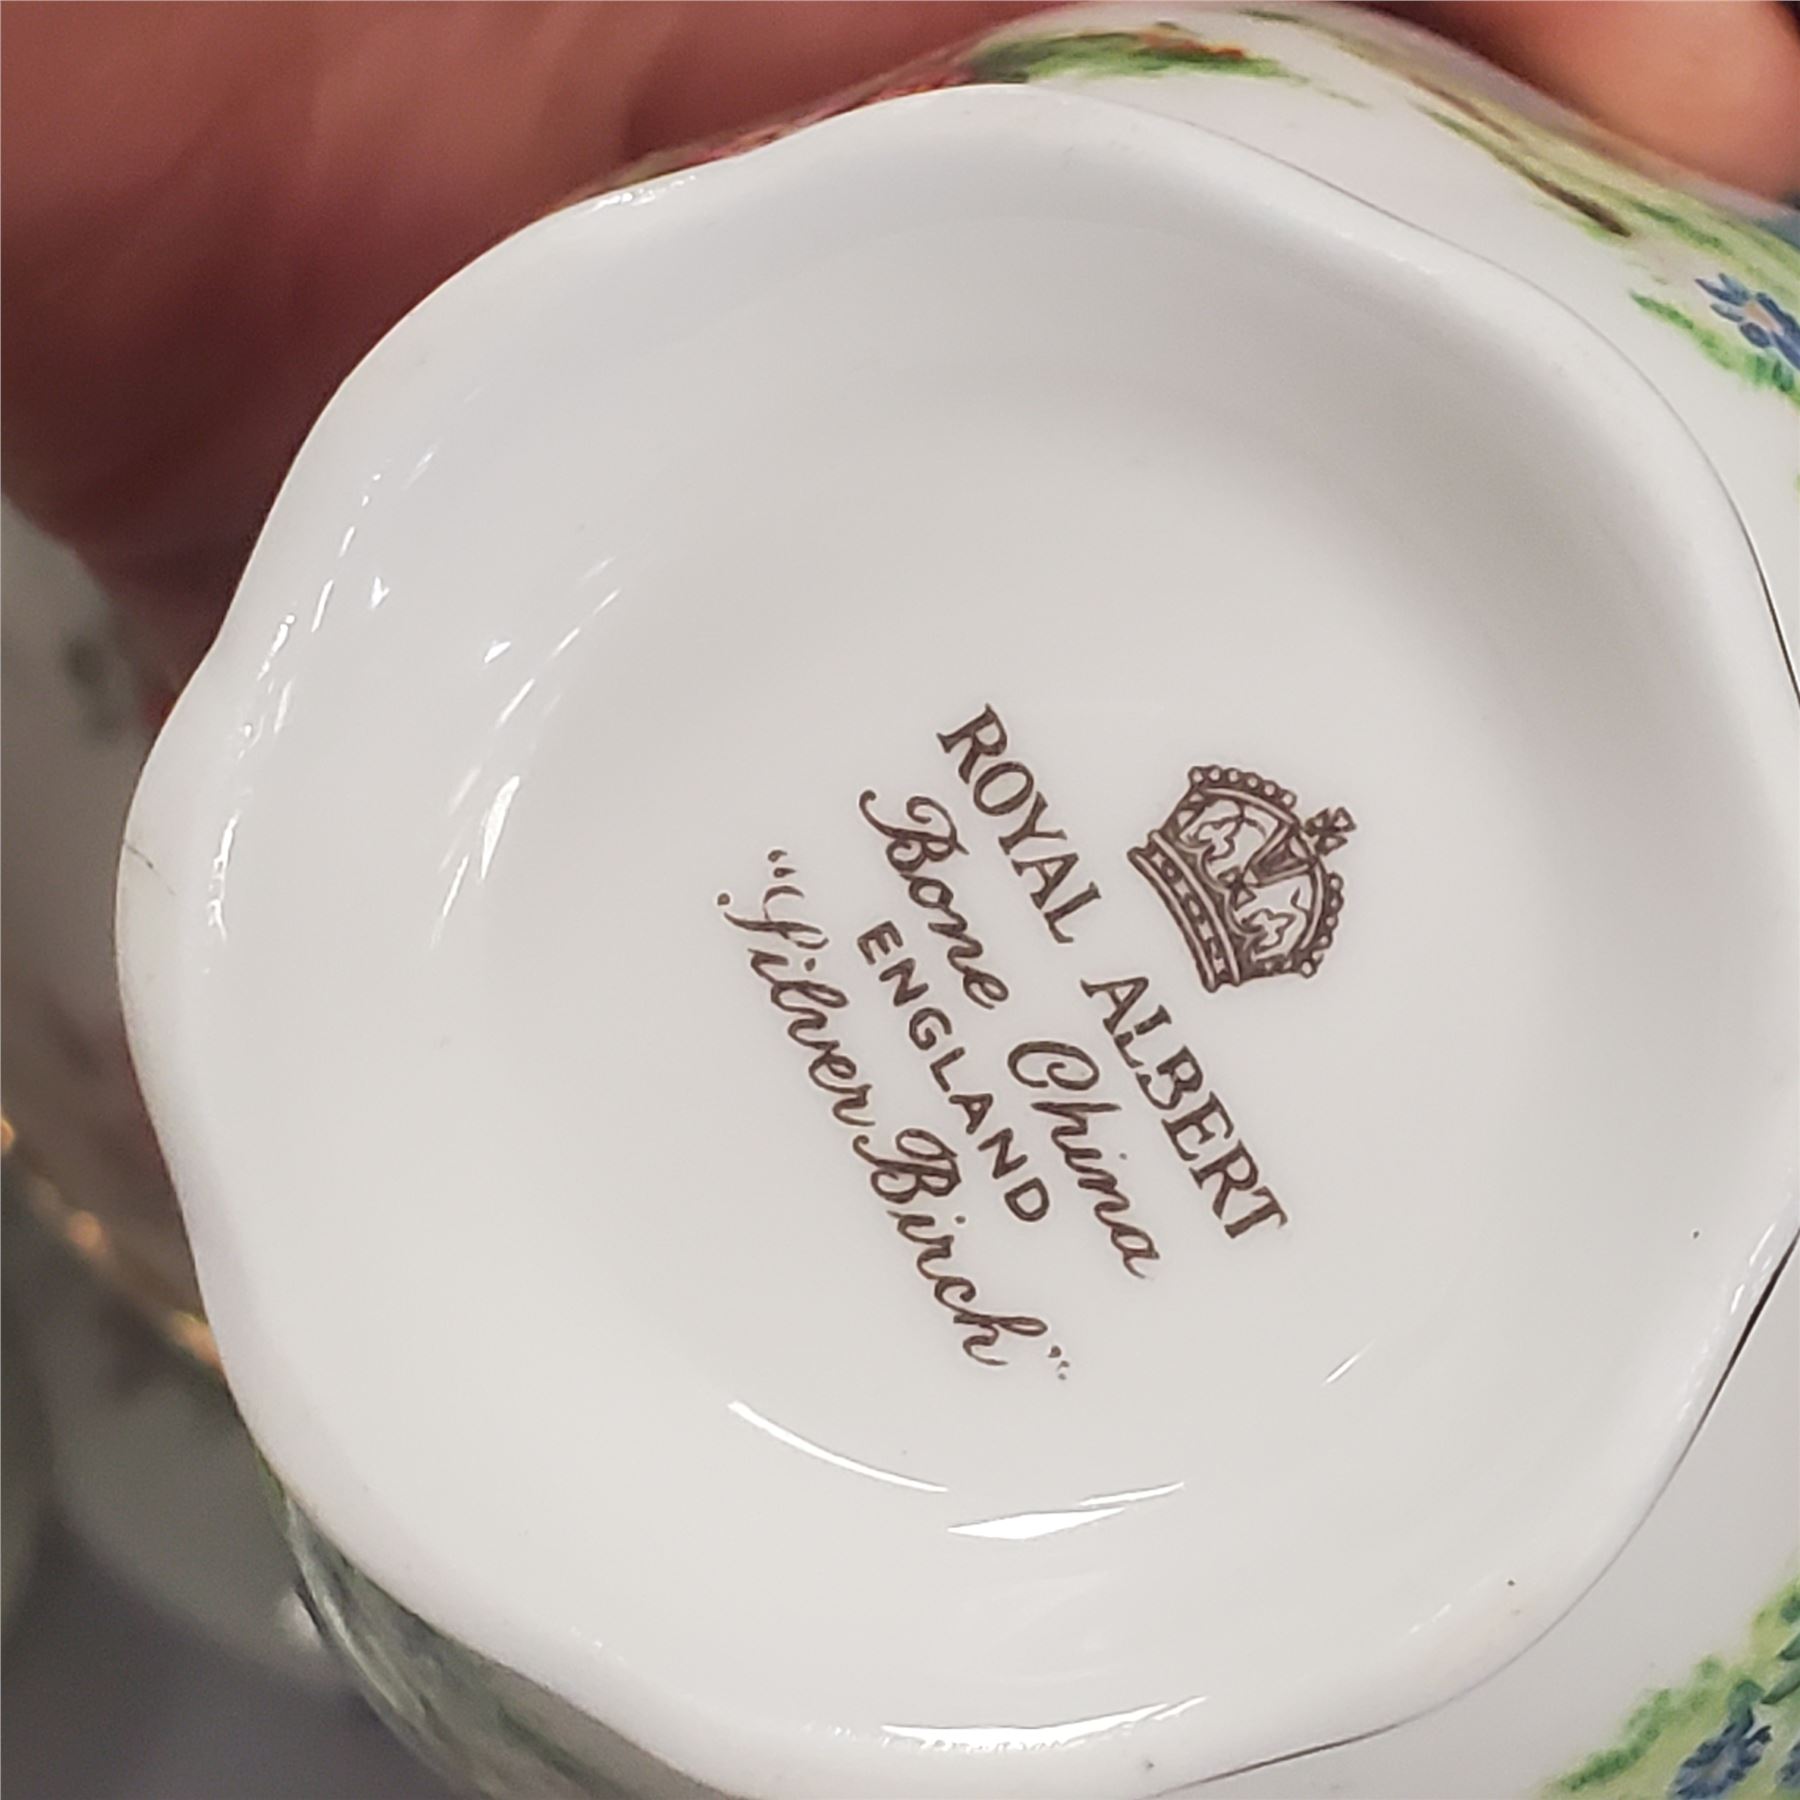 ROYAL ALBERT
Bone China
ENGLAND
"Silver Birch"